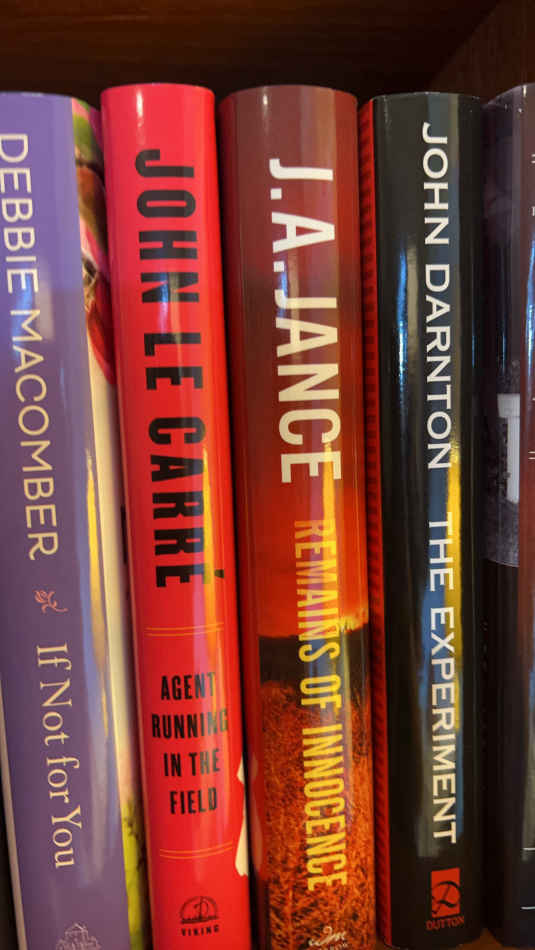 DEBBIE MACOMBER If Not for You
JOHN LE CARRÉ
AGENT
RUNNING
IN THE
FIELD
VIKING
J.A. JANCE REMAINS OF INNOCENCE
JOHN DARNTON THE EXPERIMENT
DUTTON